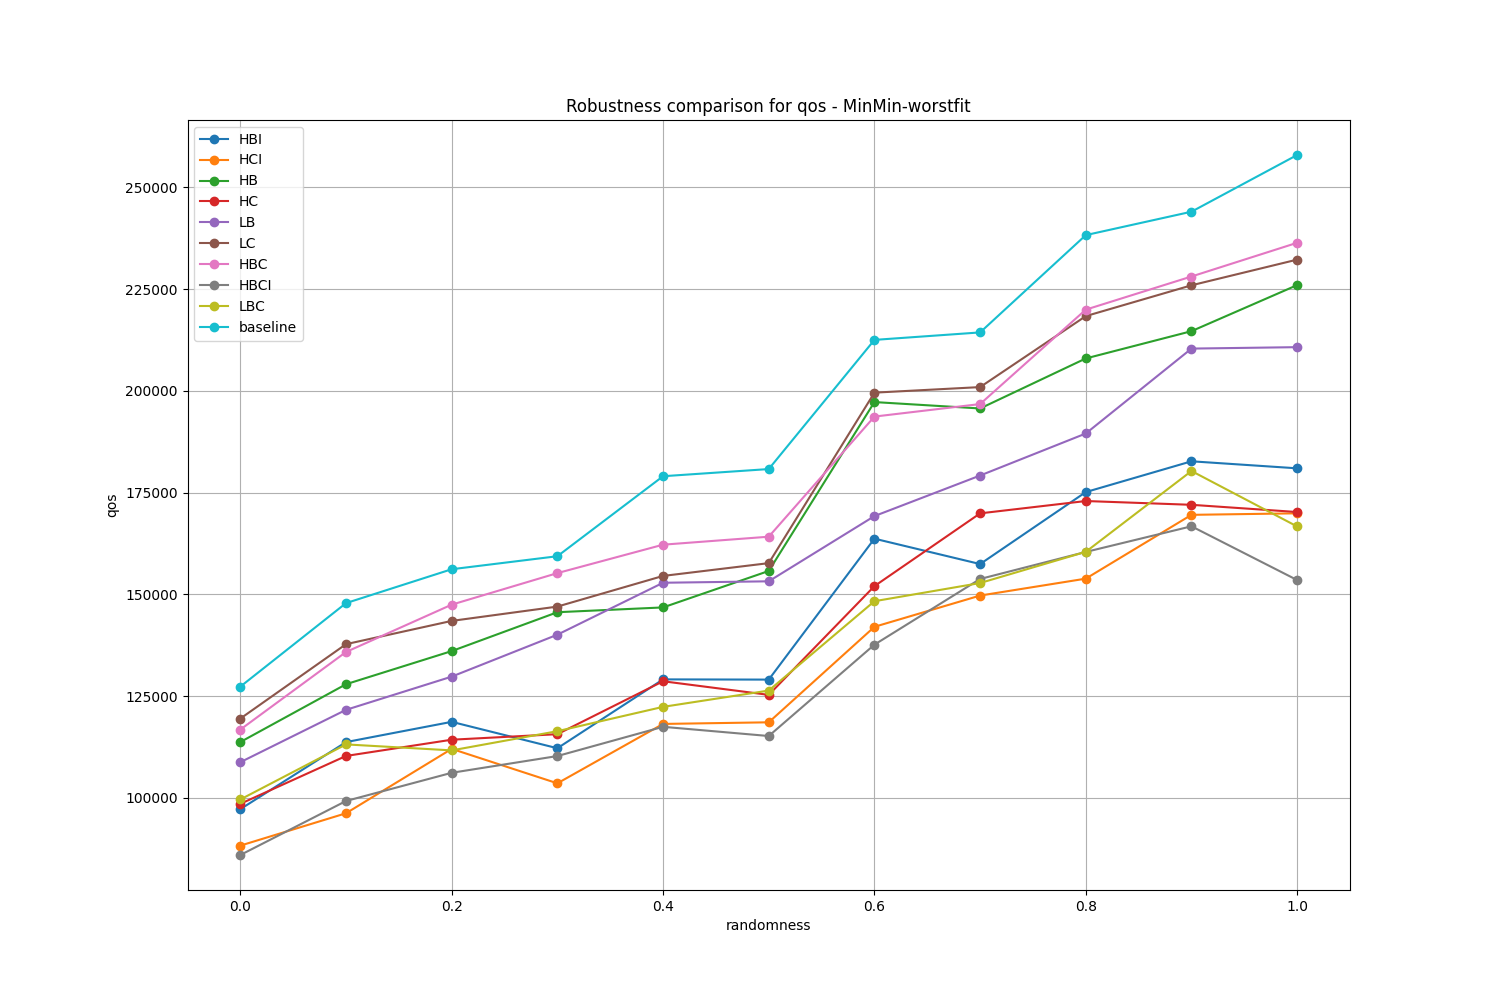 Robustness comparison for qos - MinMin-worstfit
HBI
HCI
HB
HC
LB
LC
HBC
HBCI
LBC
baseline
250000
225000
200000
175000
150000
125000
100000
qos
0.0 0.2 0.4 0.6 0.8 1.0
randomness